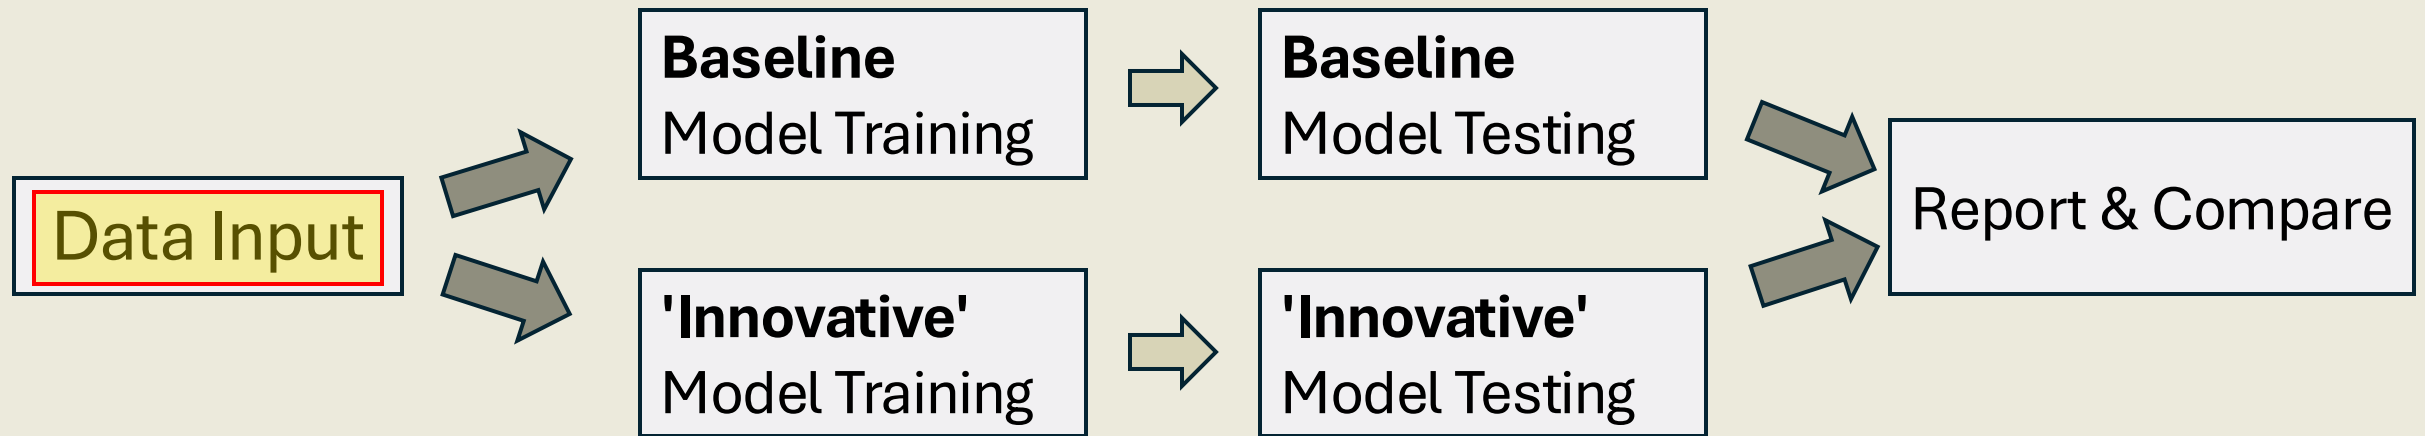 Data Input
Baseline
Model Training
Baseline
Model Testing
'Innovative'
Model Training
'Innovative'
Model Testing
Report & Compare